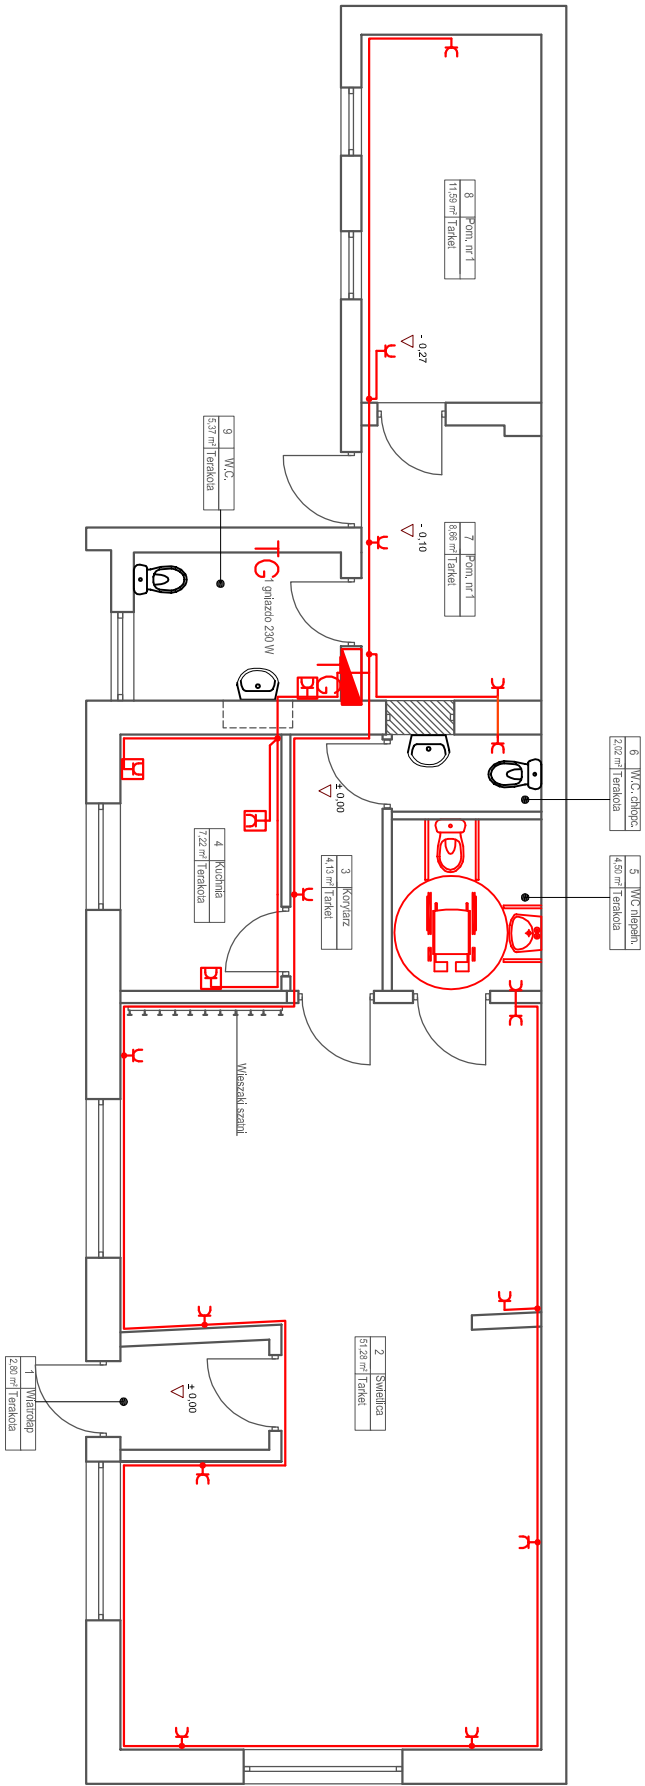 8 Pom. nr 1
11,59 m² Tarket
- 0,27
9 W.C.
5,37 m² Terakota
7 Pom. nr 1
8,66 m² Tarket
- 0,10
T
G
1 gniazdo 230 W
T
G
6 W.C. chłopc.
2,02 m² Terakota
± 0,00
4 Kuchnia
7,22 m² Terakota
3 Korytarz
4,13 m² Tarket
5 WC niepełn.
4,50 m² Terakota
Wieszaki szatni
2 Świetlica
51,28 m² Tarket
1 Wiatrołap
2,80 m² Terakota
± 0,00